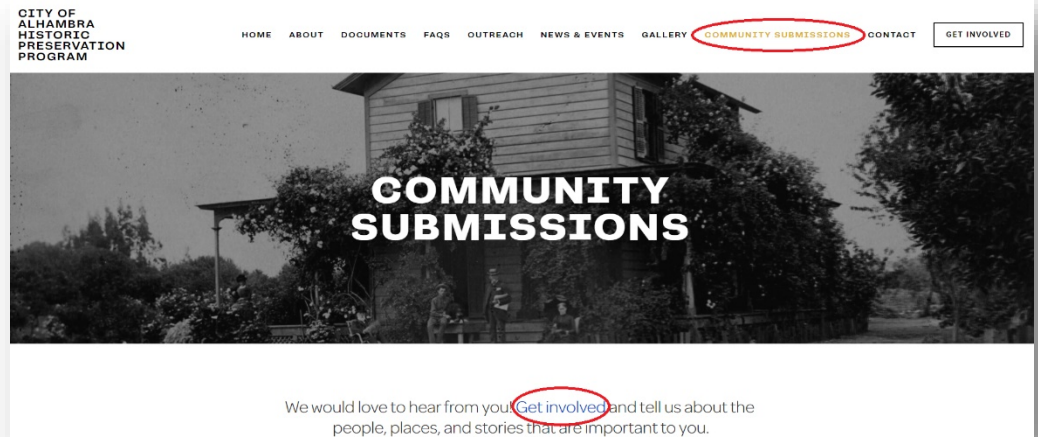 CITY OF
ALHAMBRA
HISTORIC
PRESERVATION
PROGRAM
HOME ABOUT DOCUMENTS FAQS OUTREACH NEWS & EVENTS GALLERY COMMUNITY SUBMISSIONS CONTACT GET INVOLVED
COMMUNITY
SUBMISSIONS
We would love to hear from you! Get involved and tell us about the
people, places, and stories that are important to you.